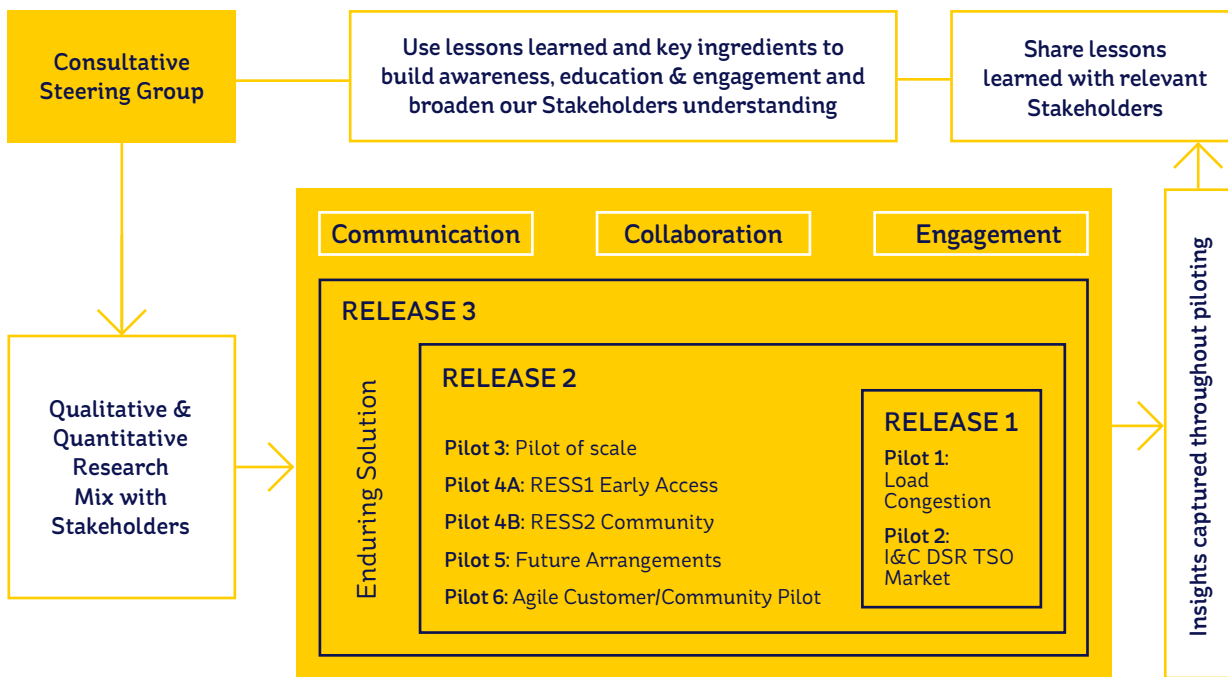 Consultative
Steering Group
Use lessons learned and key ingredients to
build awareness, education & engagement and
broaden our Stakeholders understanding
Share lessons
learned with relevant
Stakeholders
Communication
Collaboration
Engagement
RELEASE 3
Enduring Solution
RELEASE 2
Pilot 3: Pilot of scale
Pilot 4A: RESS1 Early Access
Pilot 4B: RESS2 Community
Pilot 5: Future Arrangements
Pilot 6: Agile Customer/Community Pilot
RELEASE 1
Pilot 1:
Load
Congestion
Pilot 2:
I&C DSR TSO
Market
Qualitative &
Quantitative
Research
Mix with
Stakeholders
Insights captured throughout piloting